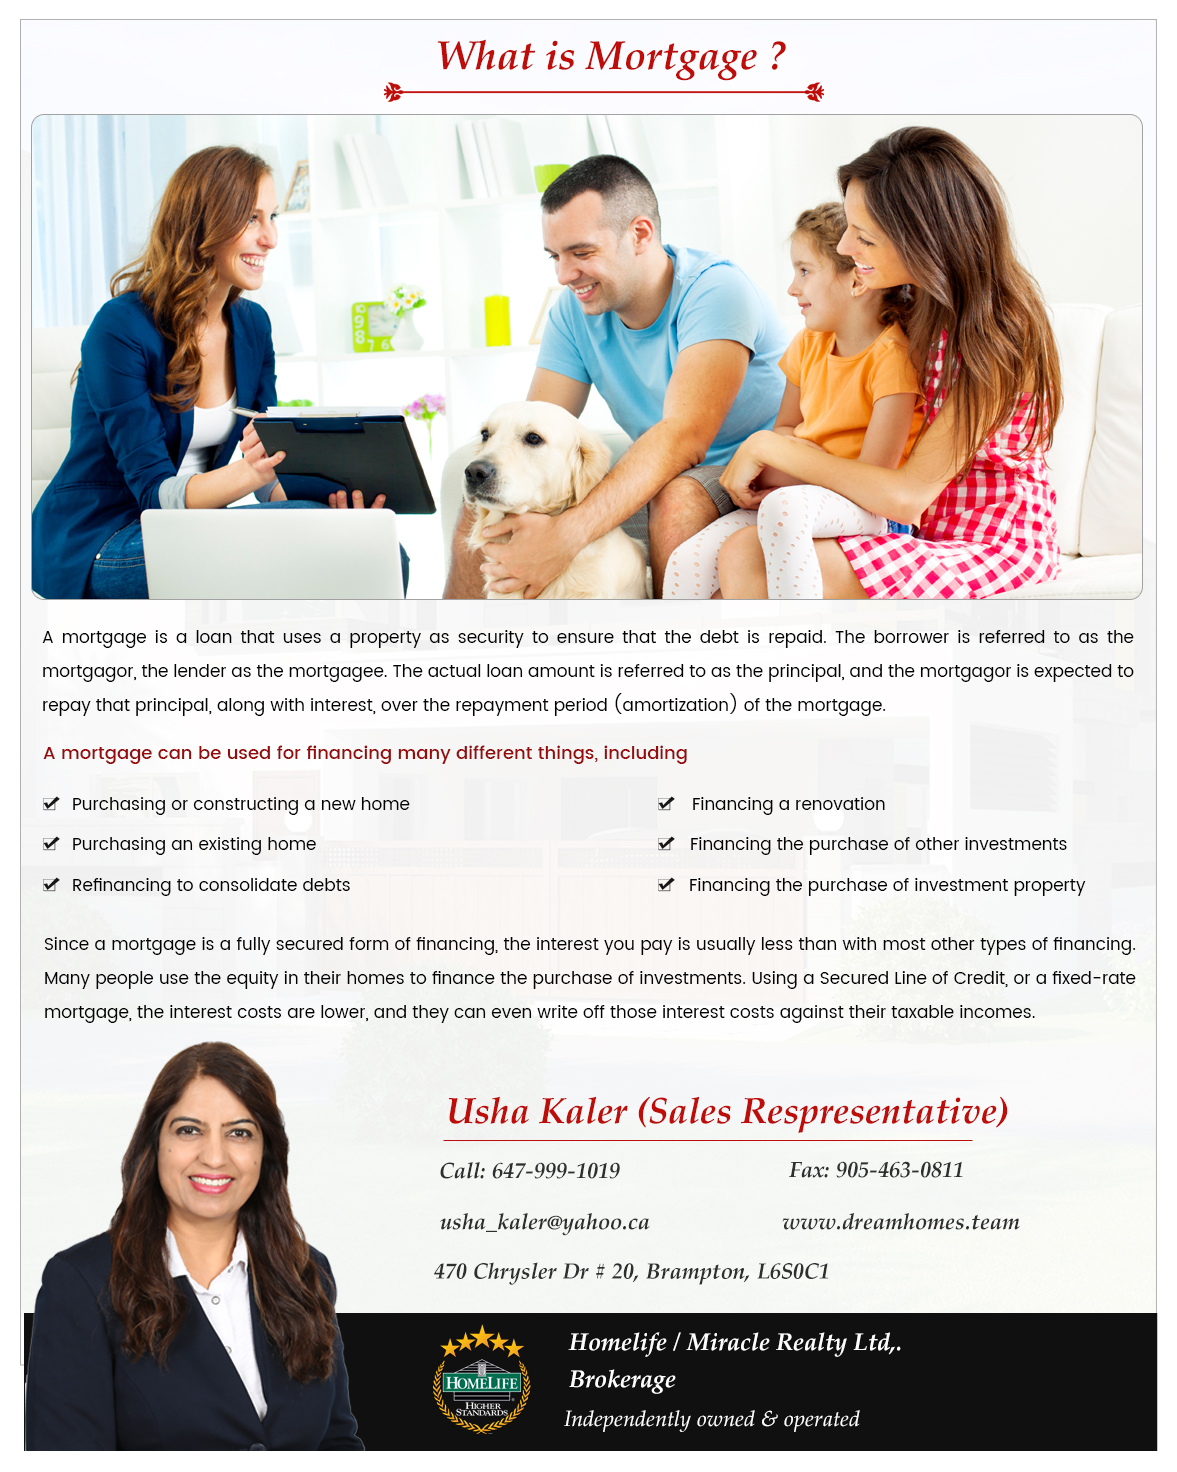 What is Mortgage ?
A mortgage is a loan that uses a property as security to ensure that the debt is repaid. The borrower is referred to as the
mortgagor, the lender as the mortgagee. The actual loan amount is referred to as the principal, and the mortgagor is expected to
repay that principal, along with interest, over the repayment period (amortization) of the mortgage.
A mortgage can be used for financing many different things, including
Purchasing or constructing a new home
Financing a renovation
Purchasing an existing home
Financing the purchase of other investments
Refinancing to consolidate debts
Financing the purchase of investment property
Since a mortgage is a fully secured form of financing, the interest you pay is usually less than with most other types of financing.
Many people use the equity in their homes to finance the purchase of investments. Using a Secured Line of Credit, or a fixed-rate
mortgage, the interest costs are lower, and they can even write off those interest costs against their taxable incomes.
Usha Kaler (Sales Respresentative)
Call: 647-999-1019
Fax: 905-463-0811
usha_kaler@yahoo.ca
www.dreamhomes.team
470 Chrysler Dr # 20, Brampton, L6S0C1
HOMELIFE
HIGHER
STANDARDS
Homelife / Miracle Realty Ltd,.
Brokerage
Independently owned & operated